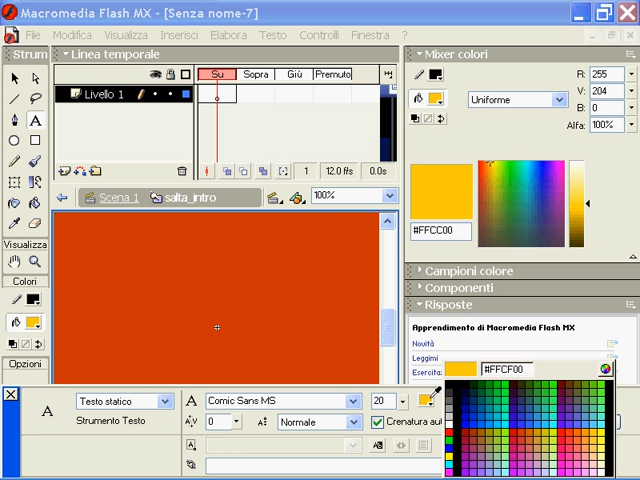 Macromedia Flash MX - [Senza nome-7]
File Modifica Visualizza Inserisci Elabora Testo Controlli Finestra ?
Strum
Linea temporale
Mixer colori
Su Sopra Giù Premuto
Livello 1
R: 255
Uniforme
V: 204
B: 0
Alfa: 100%
1 12.0 f/s 0.0s
Scena 1 salta_intro 100%
#FFCC00
Visualizza
Colori
Opzioni
Campioni colore
Componenti
Risposte
Apprendimento di Macromedia Flash MX
Novità
Leggimi
Esercita
#FFCF00
A Testo statico A Comic Sans MS 20
Strumento Testo
0 Normale Crenatura aut